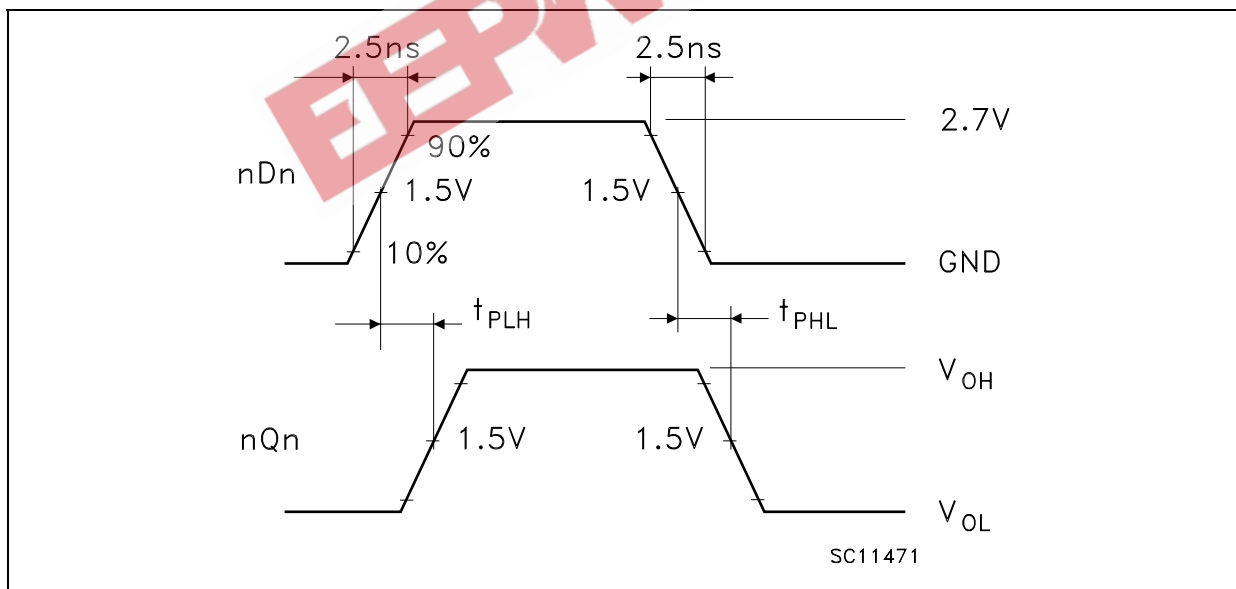 2.5ns 2.5ns
2.7V
90%
nDn 1.5V 1.5V
10% GND
tPLH tPHL
VOH
nQn 1.5V 1.5V
VOL
SC11471